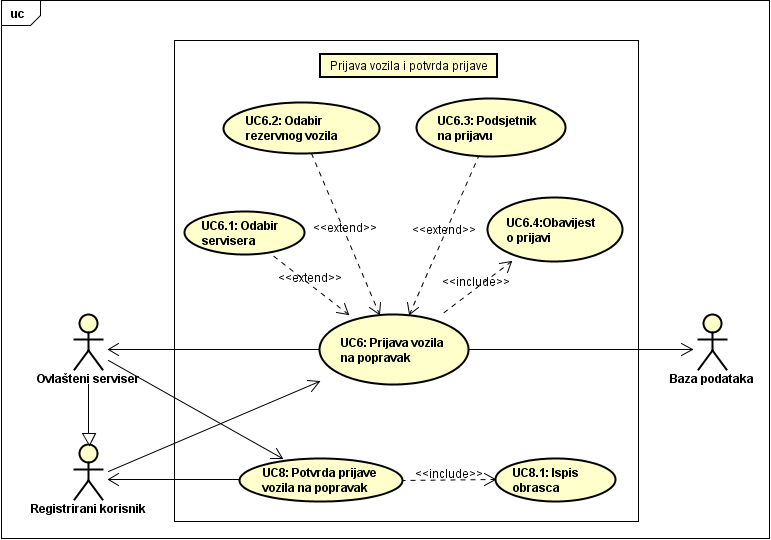 uc
Prijava vozila i potvrda prijave
UC6.2: Odabir
rezervnog vozila
UC6.3: Podsjetnik
na prijavu
UC6.1: Odabir
servisera
<<extend>>
<<extend>>
UC6.4:Obavijest
o prijavi
<<extend>>
<<include>>
UC6: Prijava vozila
na popravak
Ovlašteni serviser
Baza podataka
UC8: Potvrda prijave
vozila na popravak
<<include>>
UC8.1: Ispis
obrasca
Registrirani korisnik